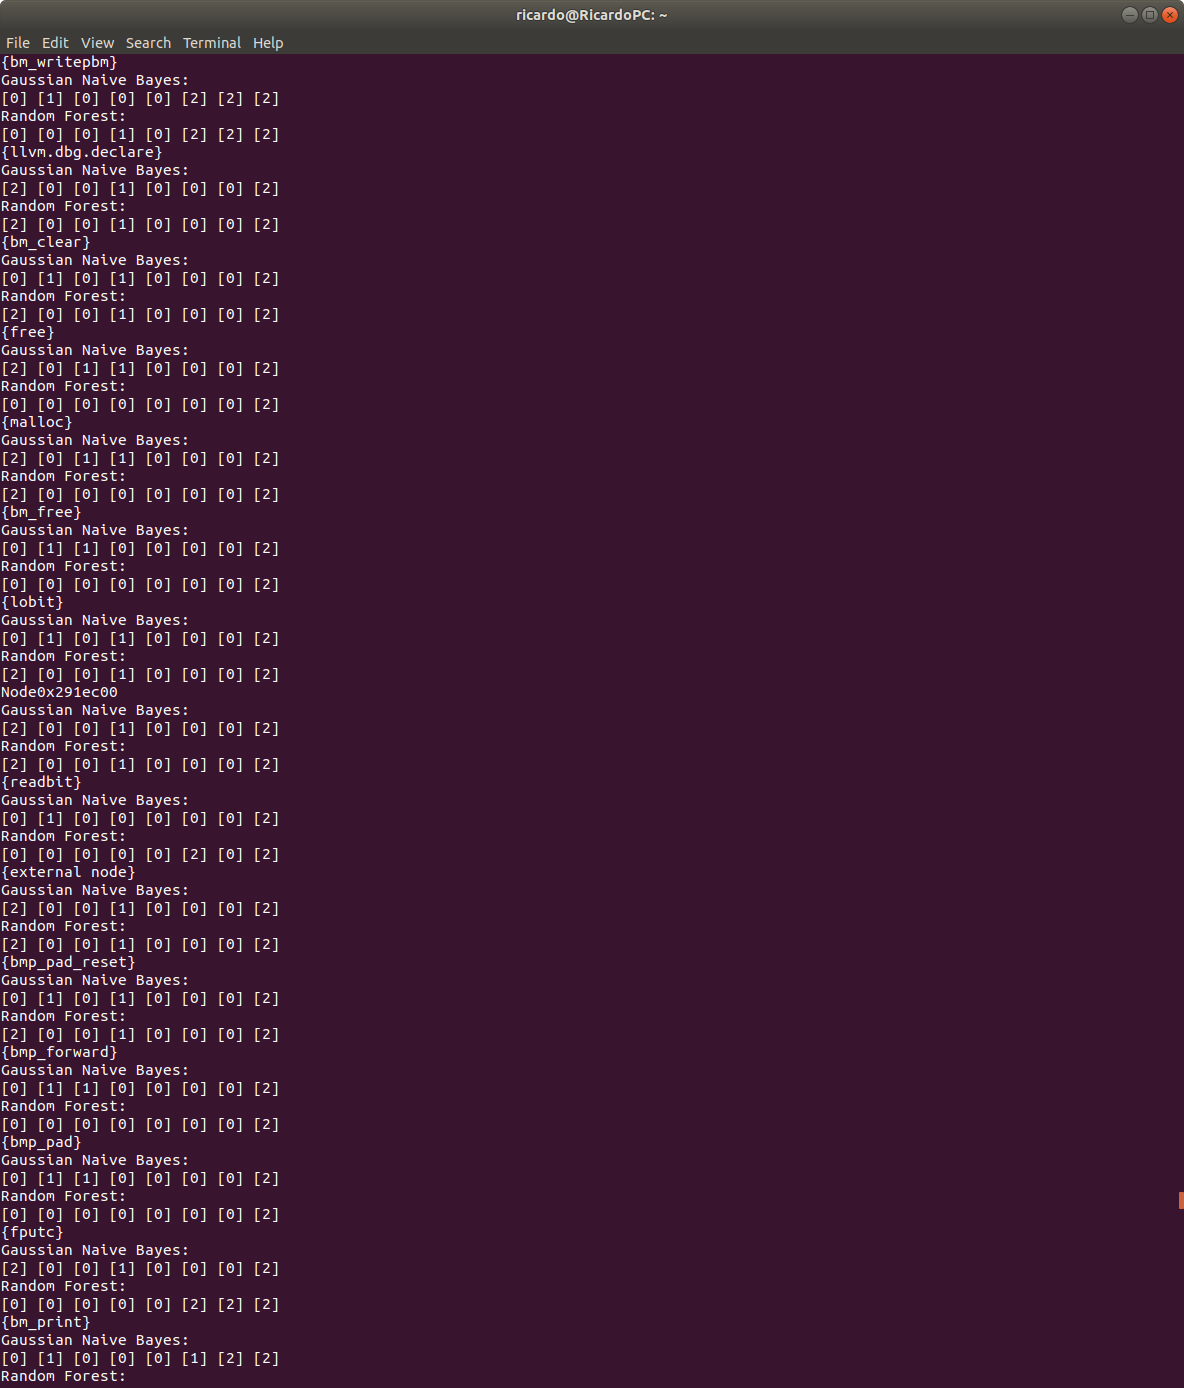 ricardo@RicardoPC: ~
File Edit View Search Terminal Help
{bm_writepbm}
Gaussian Naive Bayes:
[0] [1] [0] [0] [0] [2] [2] [2]
Random Forest:
[0] [0] [0] [1] [0] [2] [2] [2]
{llvm.dbg.declare}
Gaussian Naive Bayes:
[2] [0] [0] [1] [0] [0] [0] [2]
Random Forest:
[2] [0] [0] [1] [0] [0] [0] [2]
{bm_clear}
Gaussian Naive Bayes:
[0] [1] [0] [1] [0] [0] [0] [2]
Random Forest:
[2] [0] [0] [1] [0] [0] [0] [2]
{free}
Gaussian Naive Bayes:
[2] [0] [1] [1] [0] [0] [0] [2]
Random Forest:
[0] [0] [0] [0] [0] [0] [0] [2]
{malloc}
Gaussian Naive Bayes:
[2] [0] [1] [1] [0] [0] [0] [2]
Random Forest:
[2] [0] [0] [0] [0] [0] [0] [2]
{bm_free}
Gaussian Naive Bayes:
[0] [1] [1] [0] [0] [0] [0] [2]
Random Forest:
[0] [0] [0] [0] [0] [0] [0] [2]
{lobit}
Gaussian Naive Bayes:
[0] [1] [0] [1] [0] [0] [0] [2]
Random Forest:
[2] [0] [0] [1] [0] [0] [0] [2]
Node0x291ec00
Gaussian Naive Bayes:
[2] [0] [0] [1] [0] [0] [0] [2]
Random Forest:
[2] [0] [0] [1] [0] [0] [0] [2]
{readbit}
Gaussian Naive Bayes:
[0] [1] [0] [0] [0] [0] [0] [2]
Random Forest:
[0] [0] [0] [0] [0] [2] [0] [2]
{external node}
Gaussian Naive Bayes:
[2] [0] [0] [1] [0] [0] [0] [2]
Random Forest:
[2] [0] [0] [1] [0] [0] [0] [2]
{bmp_pad_reset}
Gaussian Naive Bayes:
[0] [1] [0] [1] [0] [0] [0] [2]
Random Forest:
[2] [0] [0] [1] [0] [0] [0] [2]
{bmp_forward}
Gaussian Naive Bayes:
[0] [1] [1] [0] [0] [0] [0] [2]
Random Forest:
[0] [0] [0] [0] [0] [0] [0] [2]
{bmp_pad}
Gaussian Naive Bayes:
[0] [1] [1] [0] [0] [0] [0] [2]
Random Forest:
[0] [0] [0] [0] [0] [0] [0] [2]
{fputc}
Gaussian Naive Bayes:
[2] [0] [0] [1] [0] [0] [0] [2]
Random Forest:
[0] [0] [0] [0] [0] [2] [2] [2]
{bm_print}
Gaussian Naive Bayes:
[0] [1] [0] [0] [0] [1] [2] [2]
Random Forest: